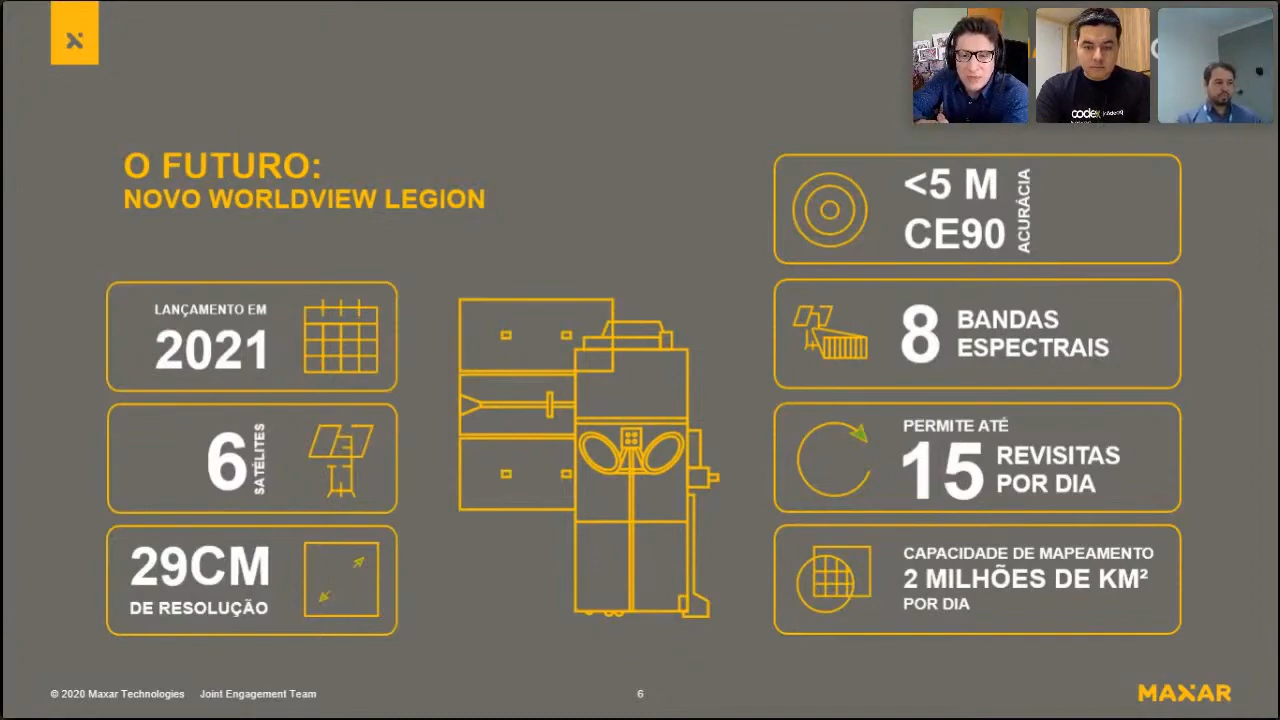 O FUTURO:
NOVO WORLDVIEW LEGION
LANÇAMENTO EM
2021
6
SATÉLITES
29CM
DE RESOLUÇÃO
<5 M
CE90
ACURÁCIA
8 BANDAS
ESPECTRAIS
PERMITE ATÉ
15 REVISITAS
POR DIA
CAPACIDADE DE MAPEAMENTO
2 MILHÕES DE KM²
POR DIA
codex
© 2020 Maxar Technologies Joint Engagement Team
6
MAXAR